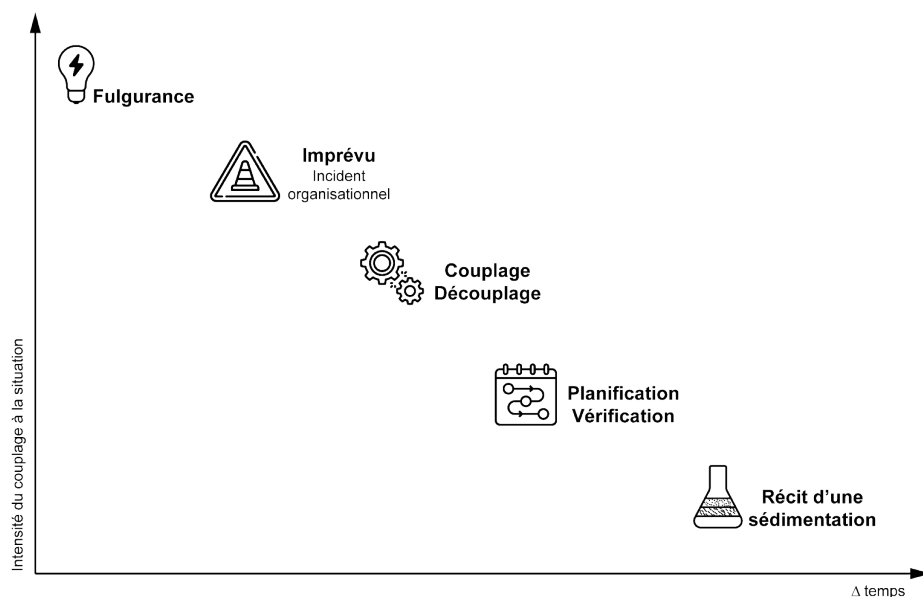 Fulgurance
Imprévu
Incident
organisationnel
Couplage
Découplage
Planification
Vérification
Récit d’une
sédimentation
Intensité du couplage à la situation
Δ temps